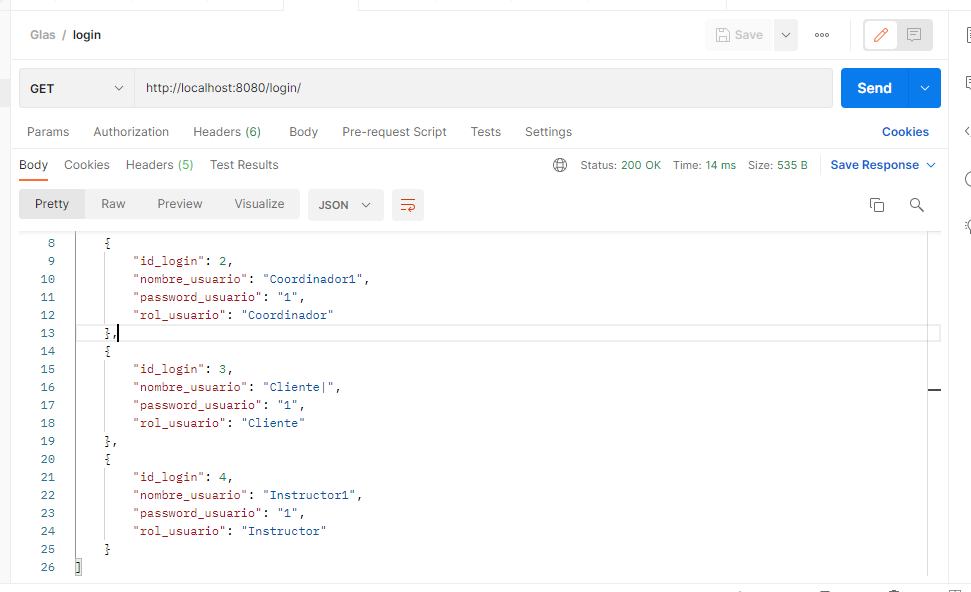 Glas / login
Save
GET
http://localhost:8080/login/
Send
Params Authorization Headers (6) Body Pre-request Script Tests Settings Cookies
Body Cookies Headers (5) Test Results Status: 200 OK Time: 14 ms Size: 535 B Save Response
Pretty Raw Preview Visualize JSON
8 {
9 "id_login": 2,
10 "nombre_usuario": "Coordinador1",
11 "password_usuario": "1",
12 "rol_usuario": "Coordinador"
13 },
14 {
15 "id_login": 3,
16 "nombre_usuario": "Cliente|",
17 "password_usuario": "1",
18 "rol_usuario": "Cliente"
19 },
20 {
21 "id_login": 4,
22 "nombre_usuario": "Instructor1",
23 "password_usuario": "1",
24 "rol_usuario": "Instructor"
25 }
26 ]